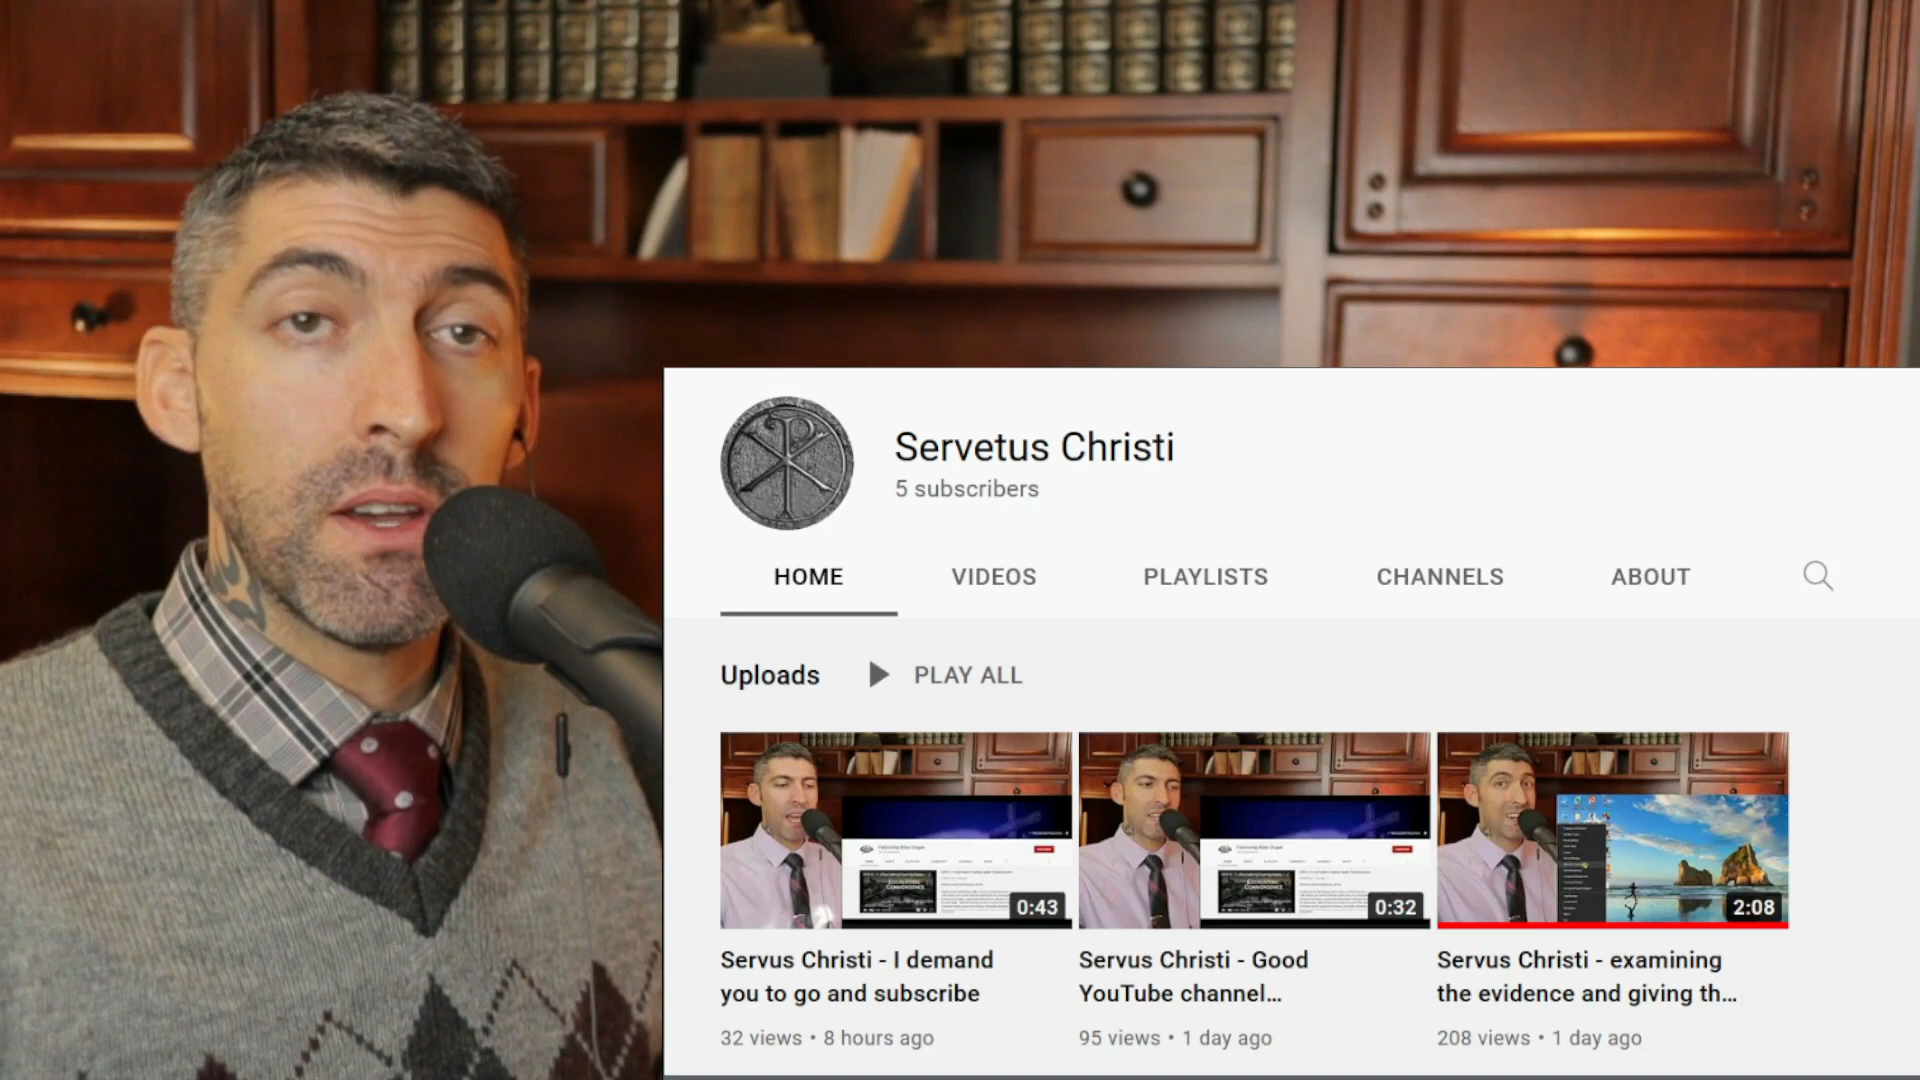 Servetus Christi
5 subscribers
HOME VIDEOS PLAYLISTS CHANNELS ABOUT
Uploads PLAY ALL
0:43 0:32 2:08
Servus Christi - I demand
you to go and subscribe
32 views • 8 hours ago
Servus Christi - Good
YouTube channel...
95 views • 1 day ago
Servus Christi - examining
the evidence and giving th...
208 views • 1 day ago